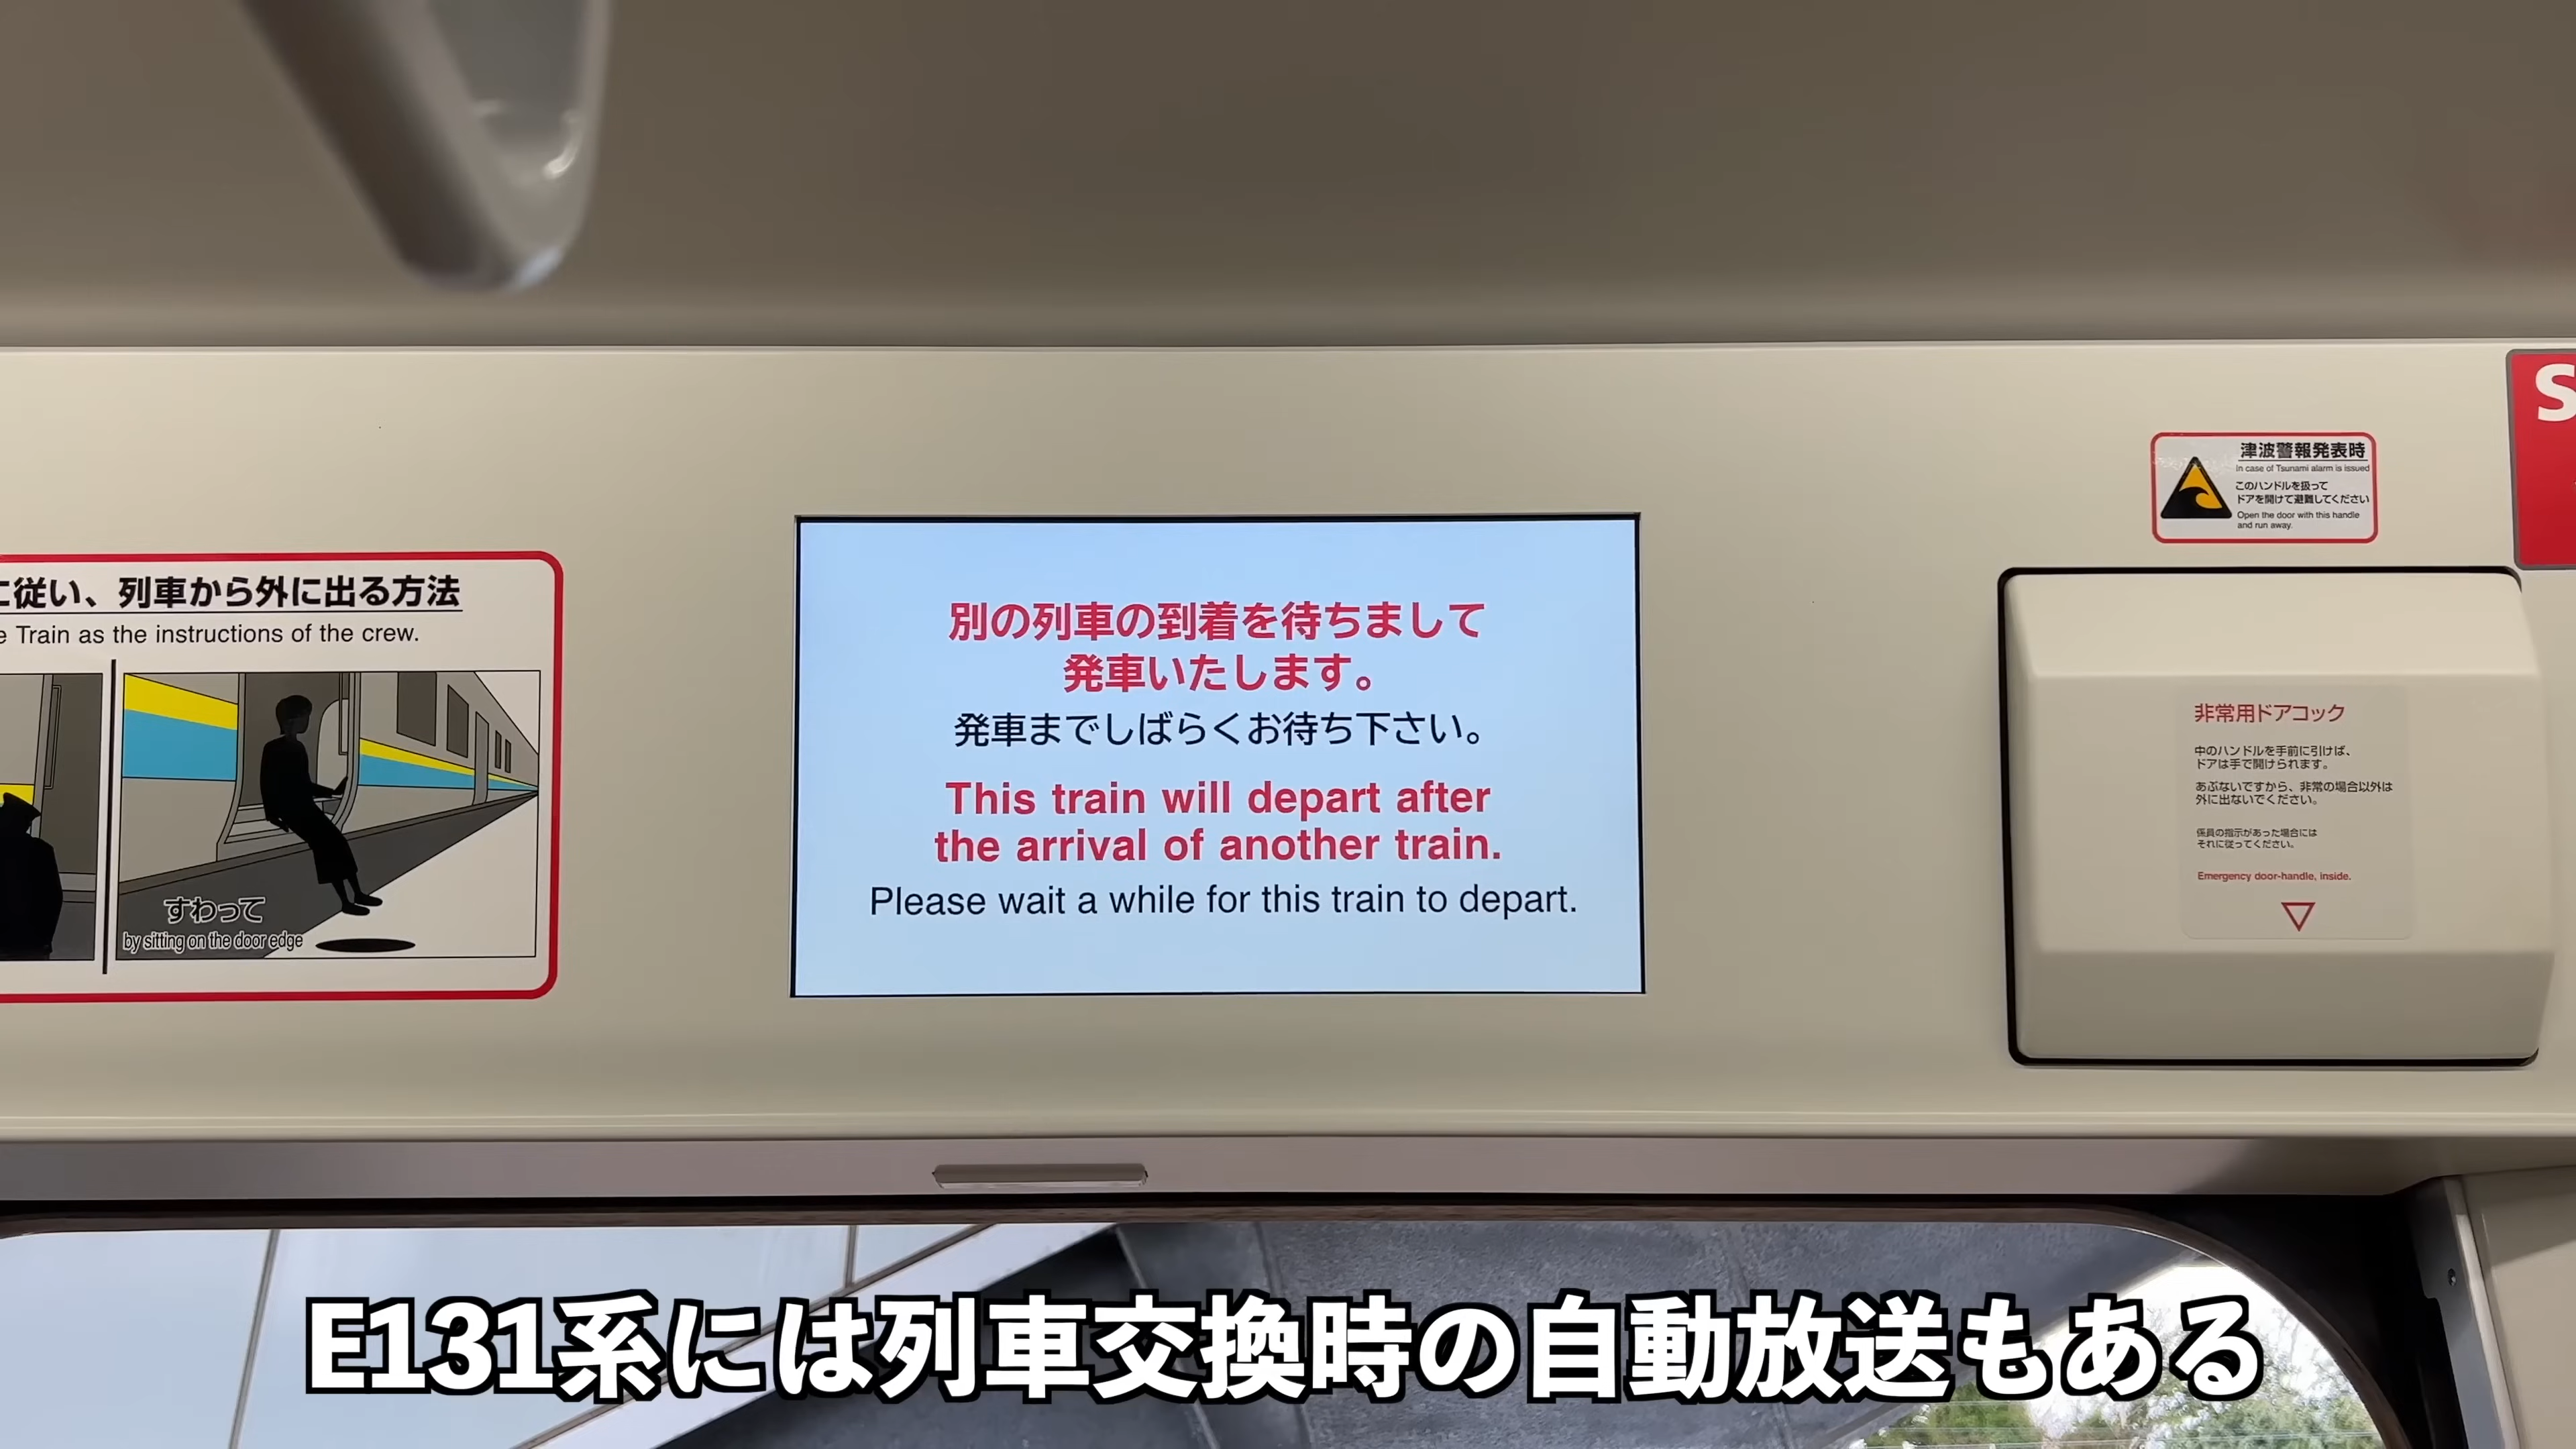 に従い、列車から外に出る方法
e Train as the instructions of the crew.
すわって
by sitting on the door edge
別の列車の到着を待ちまして
発車いたします。
発車までしばらくお待ち下さい。
This train will depart after
the arrival of another train.
Please wait a while for this train to depart.
津波警報発表時
In case of Tsunami alarm is issued
このハンドルを扱って
ドアを開けて避難してください
Open the door with this handle
and run away.
S
非常用ドアコック
中のハンドルを手前に引けば、
ドアは手で開けられます。
あぶないですから、非常の場合以外は
外に出ないでください。
係員の指示があった場合には
それに従ってください。
Emergency door-handle, inside.
E131系には列車交換時の自動放送もある